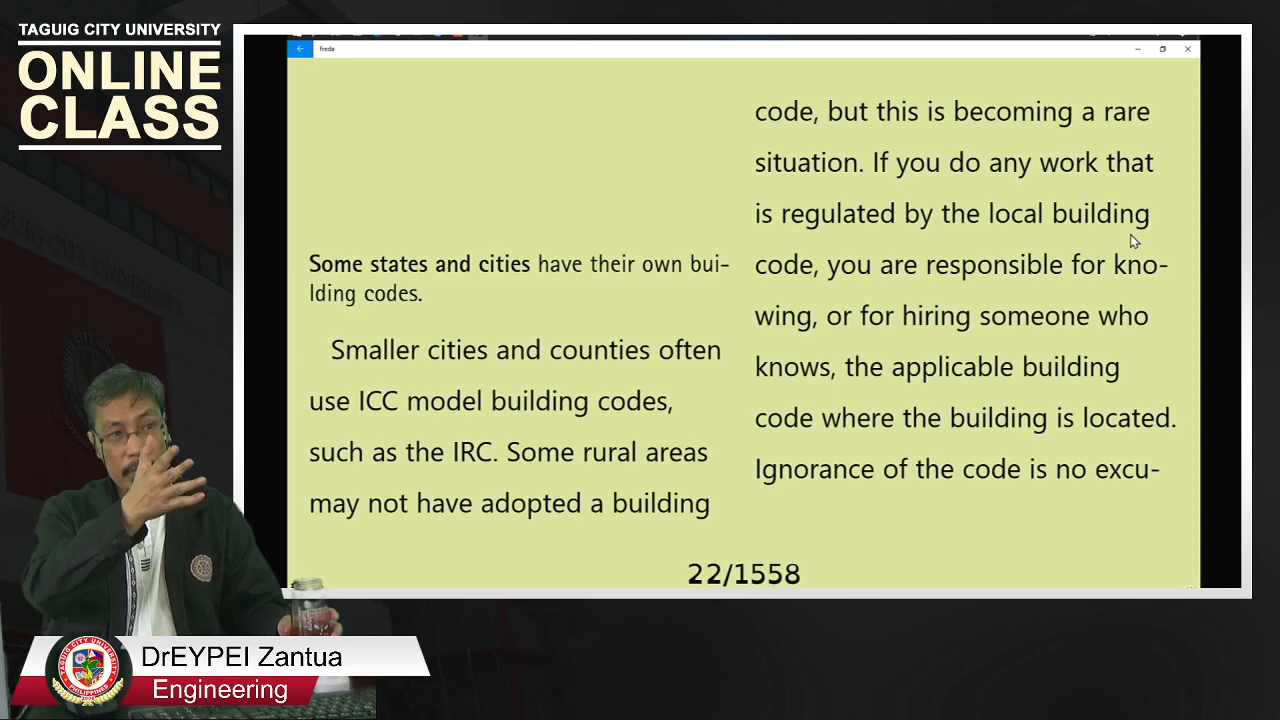 TAGUIG CITY UNIVERSITY
ONLINE
CLASS
freda
Some states and cities have their own bui-
lding codes.
Smaller cities and counties often
use ICC model building codes,
such as the IRC. Some rural areas
may not have adopted a building
code, but this is becoming a rare
situation. If you do any work that
is regulated by the local building
code, you are responsible for kno-
wing, or for hiring someone who
knows, the applicable building
code where the building is located.
Ignorance of the code is no excu-
22/1558
DrEYPEI Zantua
Engineering